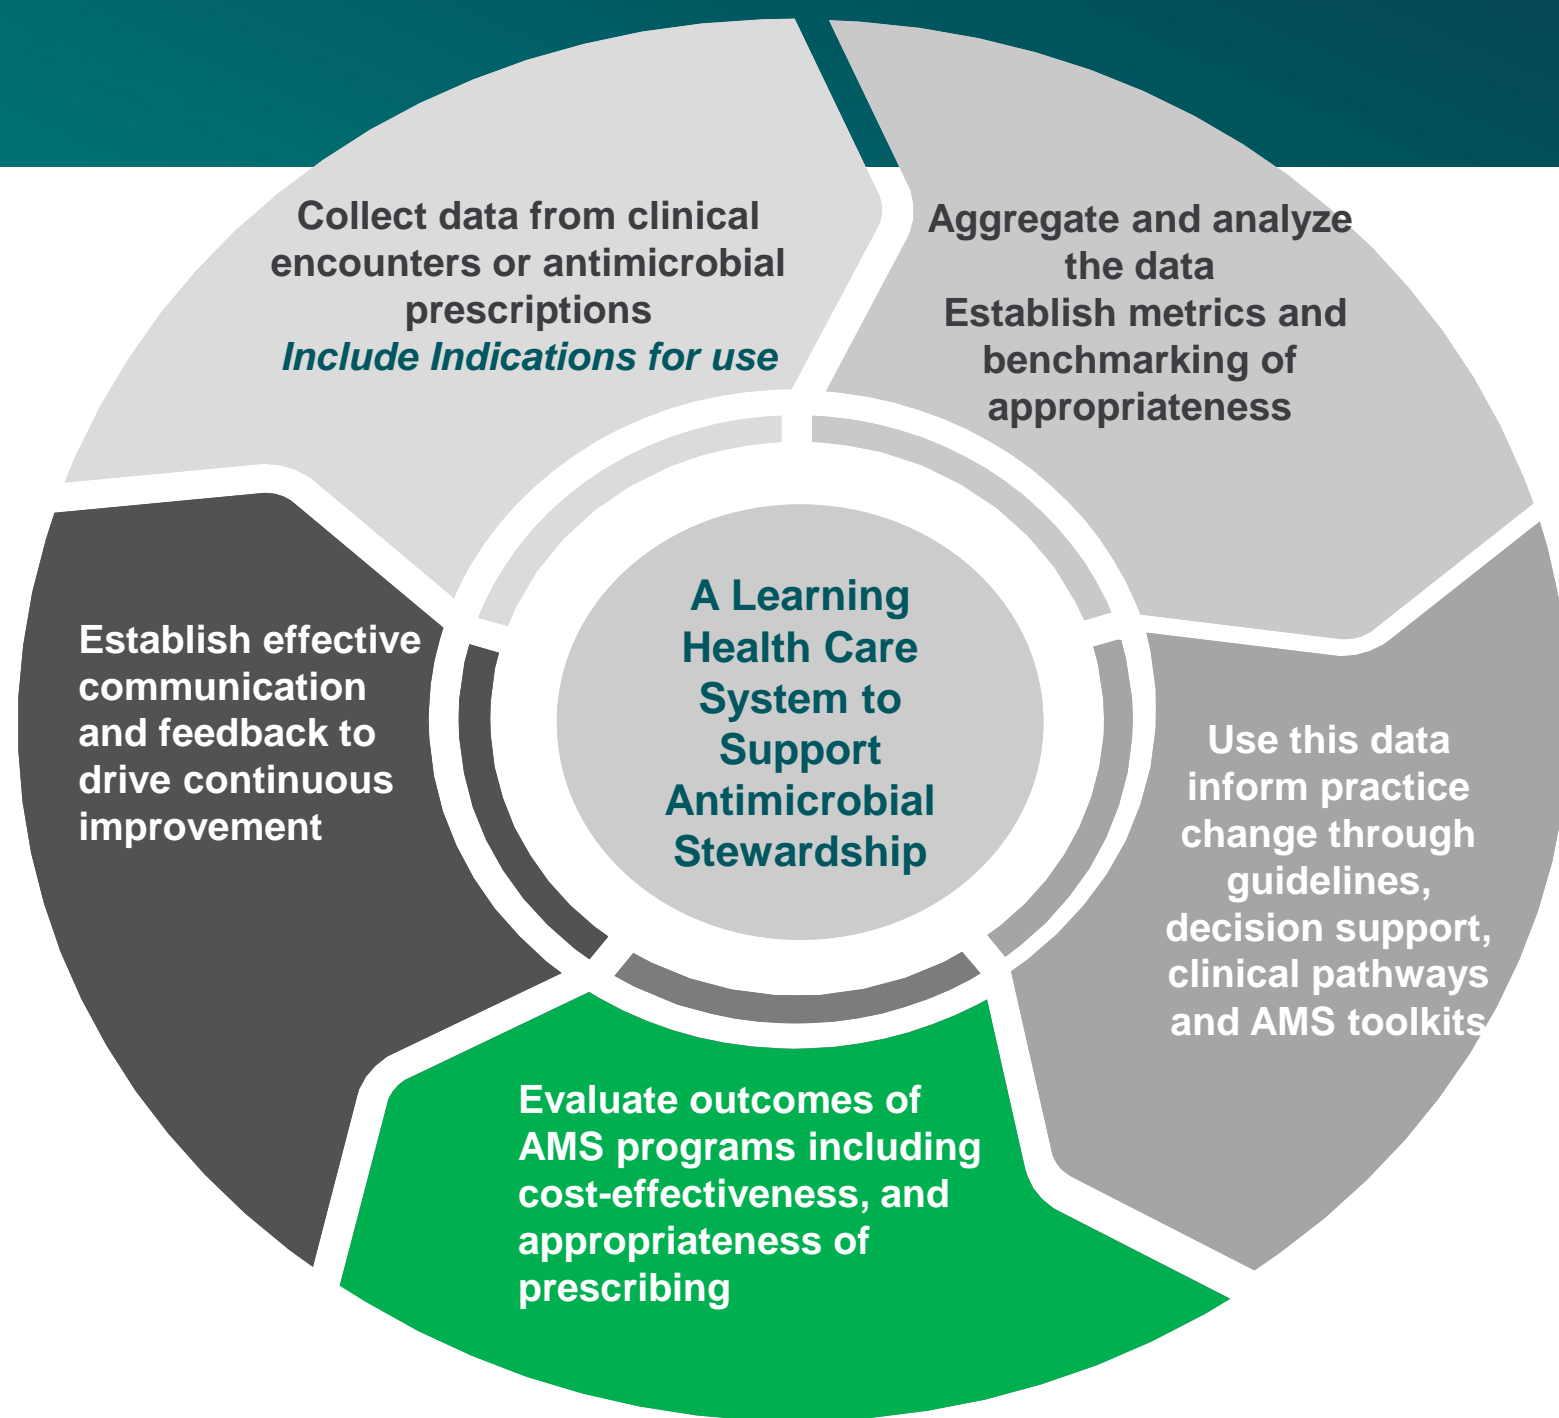 Collect data from clinical
encounters or antimicrobial
prescriptions
Include Indications for use
Aggregate and analyze
the data
Establish metrics and
benchmarking of
appropriateness
Use this data
inform practice
change through
guidelines,
decision support,
clinical pathways
and AMS toolkits
Evaluate outcomes of
AMS programs including
cost-effectiveness, and
appropriateness of
prescribing
Establish effective
communication
and feedback to
drive continuous
improvement
A Learning
Health Care
System to
Support
Antimicrobial
Stewardship